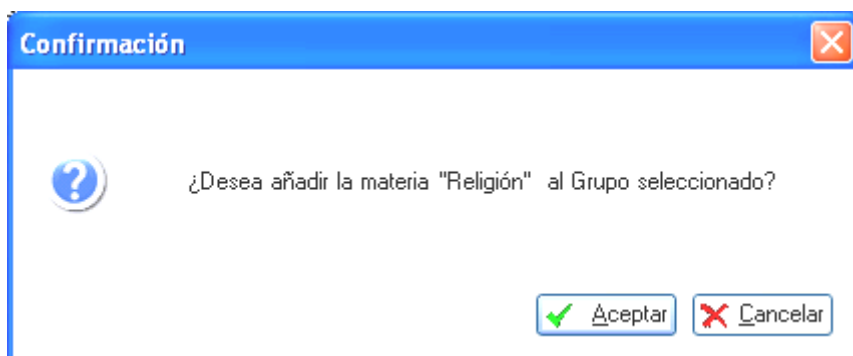 Confirmación
¿Desea añadir la materia "Religión"  al Grupo seleccionado?
Aceptar
Cancelar